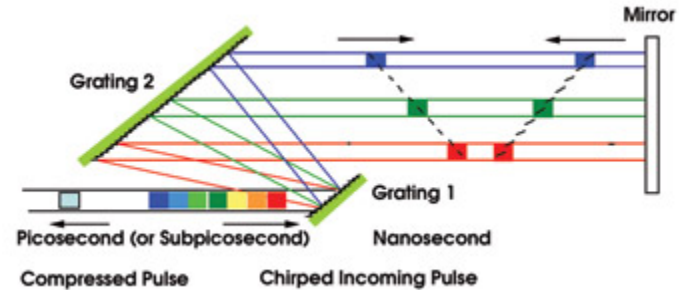 Mirror
Grating 2
Grating 1
Picosecond (or Subpicosecond)
Nanosecond
Compressed Pulse
Chirped Incoming Pulse